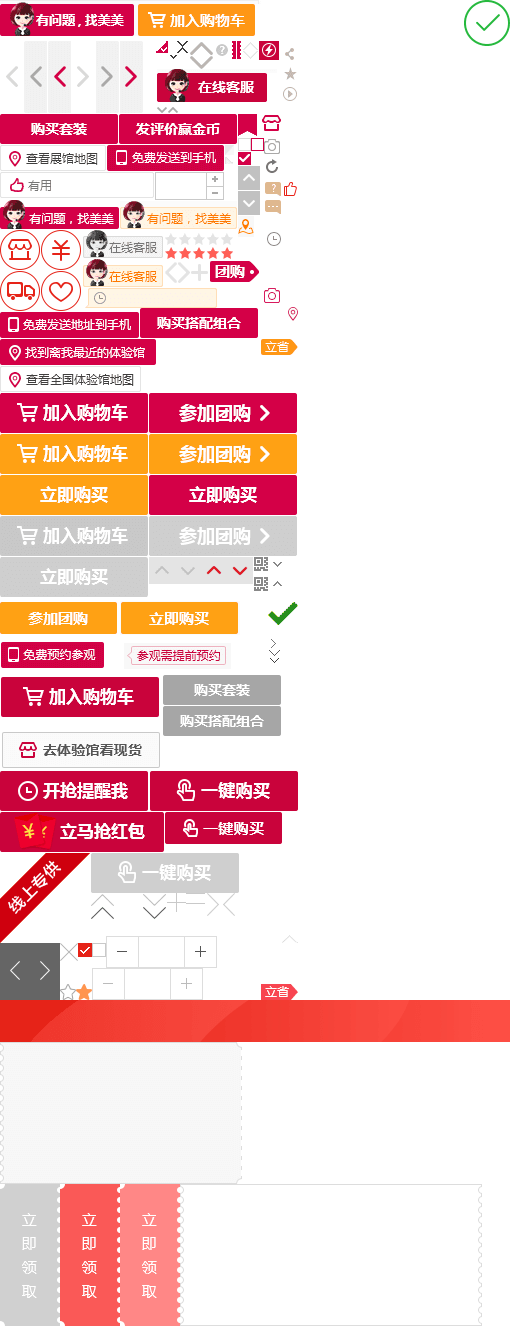 有问题，找美美
加入购物车
在线客服
购买套装
发评价赢金币
查看展馆地图
免费发送到手机
有用
有问题，找美美
有问题，找美美
在线客服
在线客服
团购
免费发送地址到手机
购买搭配组合
找到离我最近的体验馆
立省
查看全国体验馆地图
加入购物车
参加团购
加入购物车
参加团购
立即购买
立即购买
加入购物车
参加团购
立即购买
参加团购
立即购买
免费预约参观
参观需提前预约
加入购物车
购买套装
购买搭配组合
去体验馆看现货
开抢提醒我
一键购买
立马抢红包
一键购买
线上专供
一键购买
立省
立即领取
立即领取
立即领取